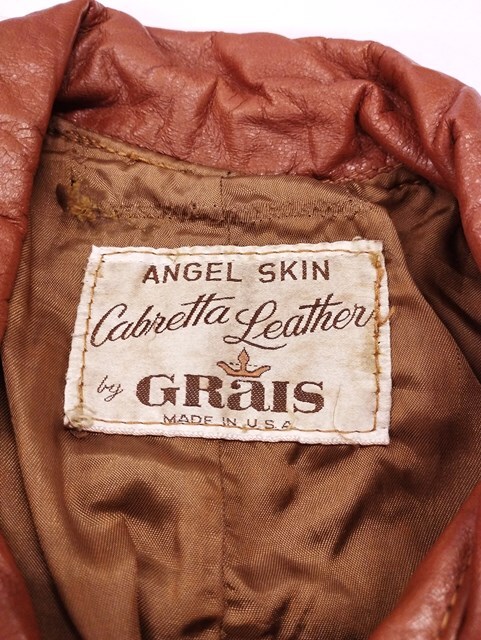 ANGEL SKIN
Cabretta Leather
by GRAIS
MADE IN U.S.A